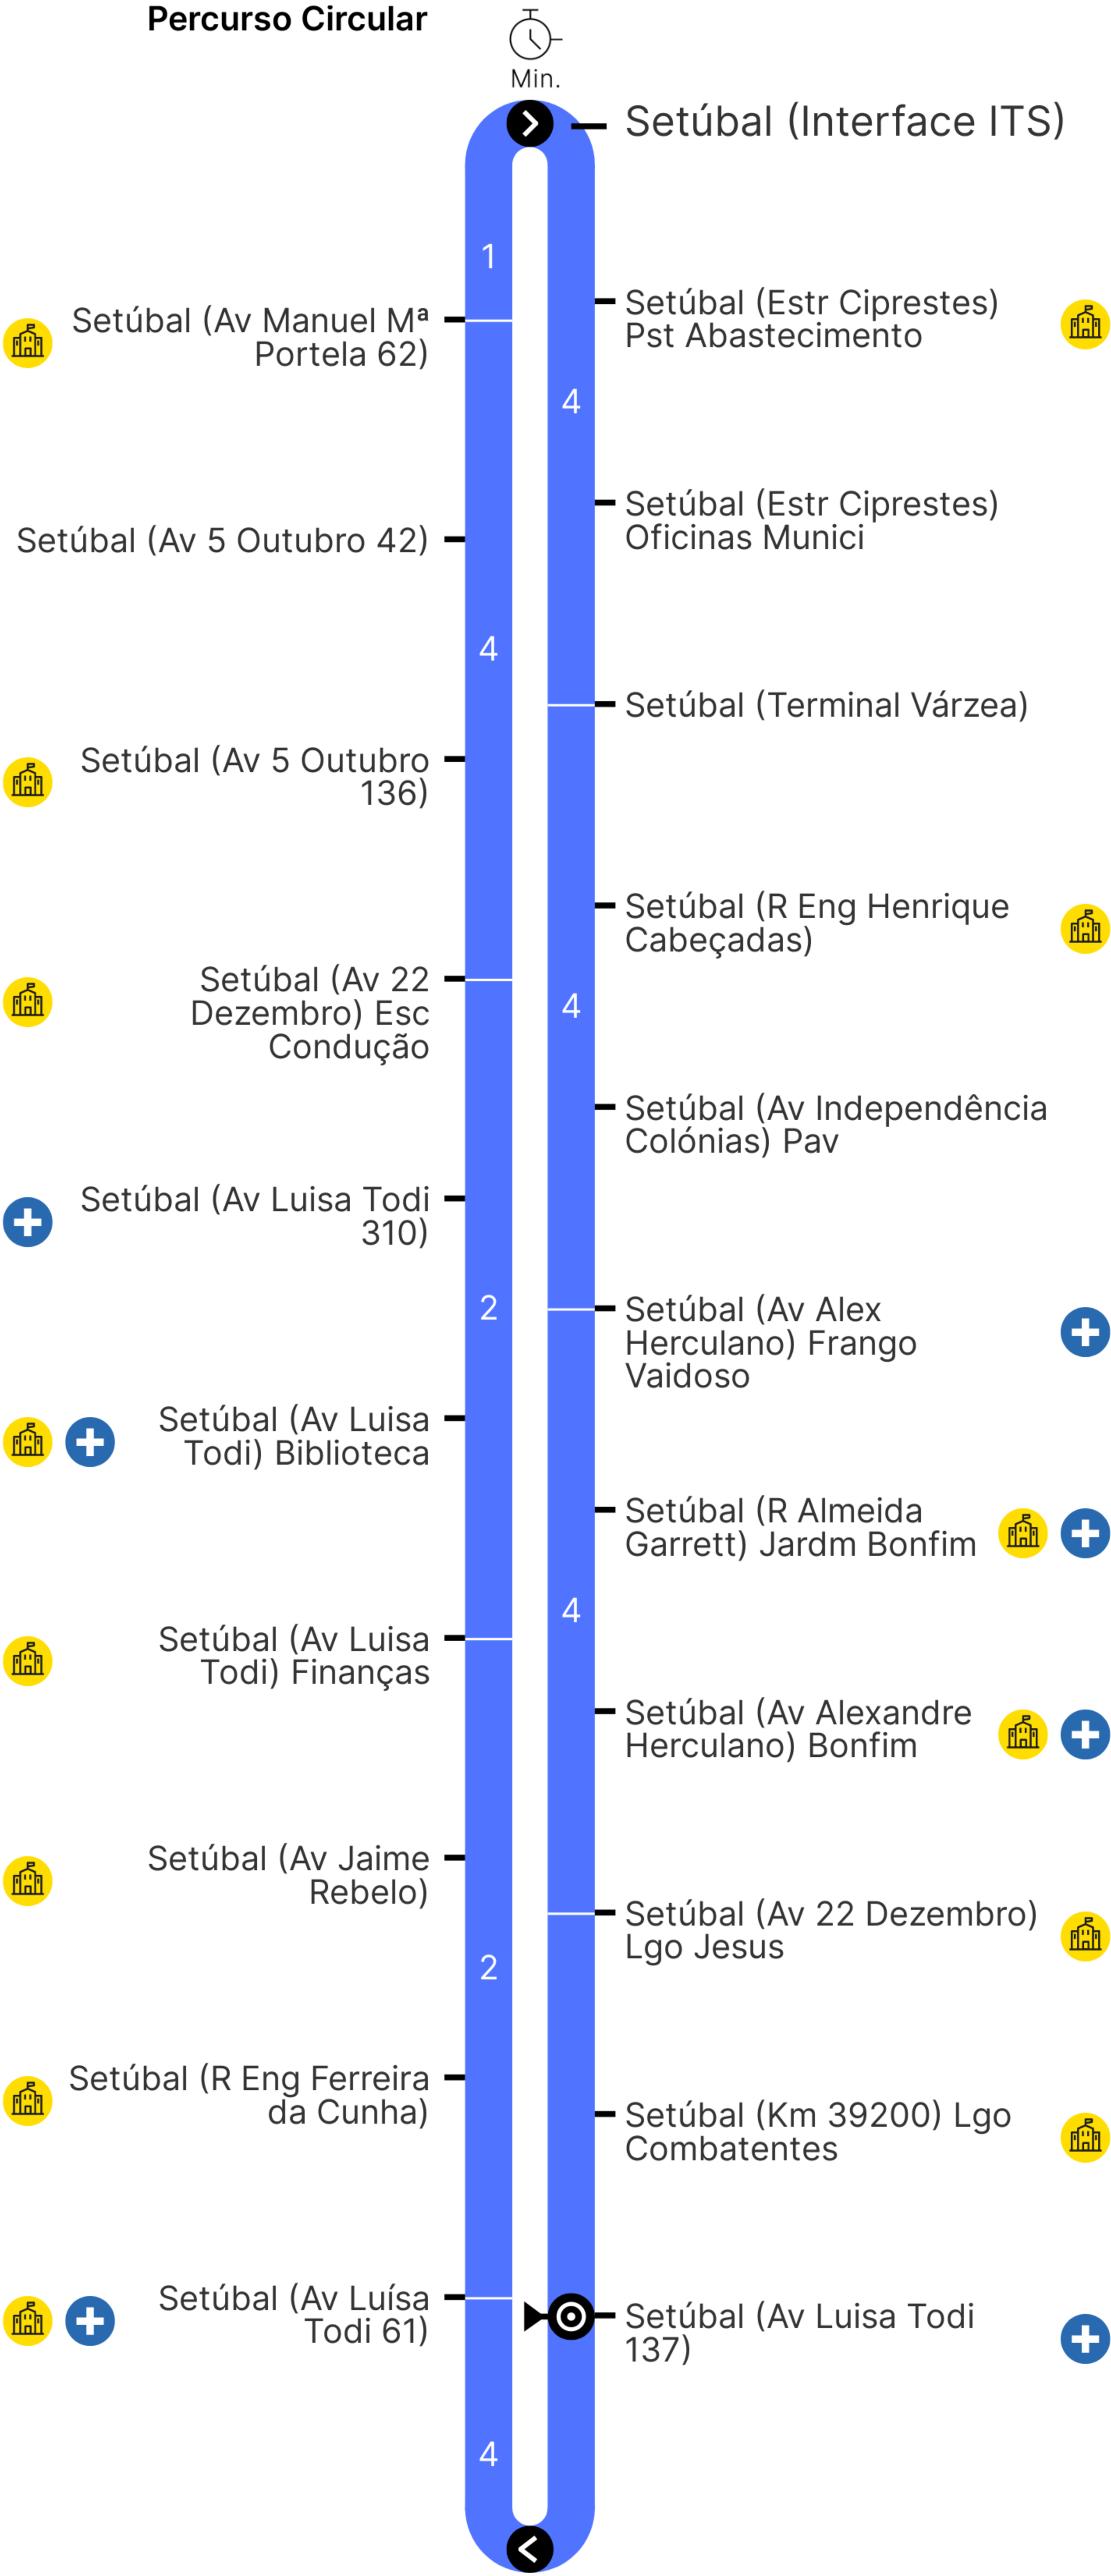 Percurso Circular
Min.
Setúbal (Interface ITS)
1
Setúbal (Estr Ciprestes)
Pst Abastecimento
Setúbal (Av Manuel Mª
Portela 62)
4
Setúbal (Estr Ciprestes)
Oficinas Munici
Setúbal (Av 5 Outubro 42)
4
Setúbal (Terminal Várzea)
Setúbal (Av 5 Outubro
136)
Setúbal (R Eng Henrique
Cabeçadas)
Setúbal (Av 22
Dezembro) Esc
Condução
4
Setúbal (Av Independência
Colónias) Pav
Setúbal (Av Luisa Todi
310)
2
Setúbal (Av Alex
Herculano) Frango
Vaidoso
Setúbal (Av Luisa
Todi) Biblioteca
Setúbal (R Almeida
Garrett) Jardm Bonfim
4
Setúbal (Av Luisa
Todi) Finanças
Setúbal (Av Alexandre
Herculano) Bonfim
Setúbal (Av Jaime
Rebelo)
Setúbal (Av 22 Dezembro)
Lgo Jesus
2
Setúbal (R Eng Ferreira
da Cunha)
Setúbal (Km 39200) Lgo
Combatentes
Setúbal (Av Luísa
Todi 61)
Setúbal (Av Luisa Todi
137)
4